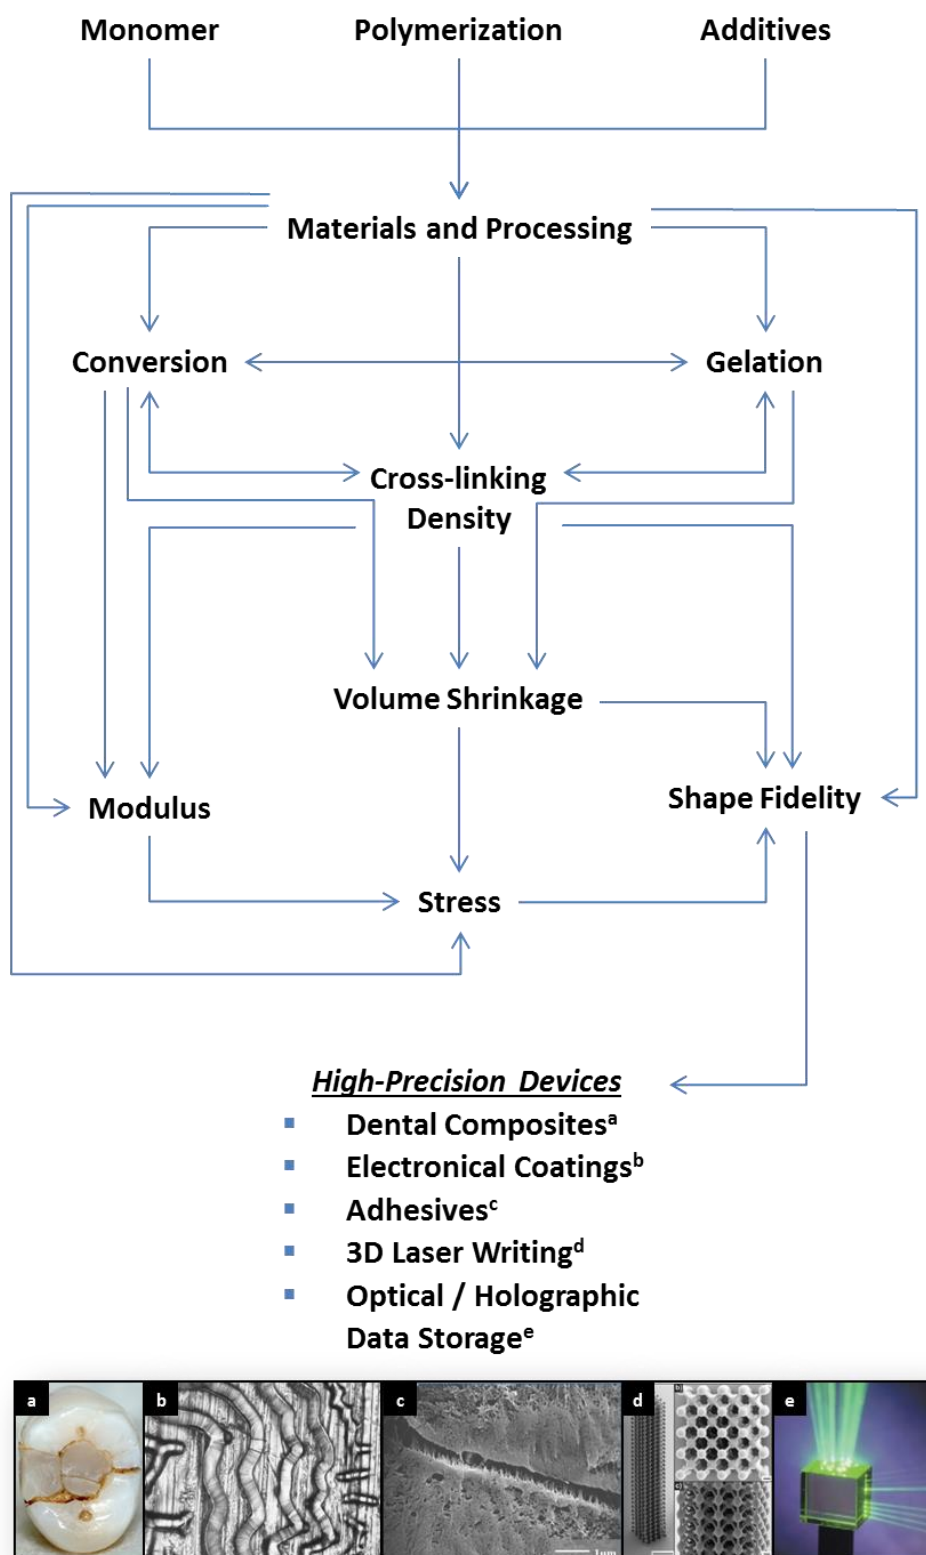 Monomer Polymerization Additives
Materials and Processing
Conversion Gelation
Cross-linking
Density
Volume Shrinkage
Modulus Shape Fidelity
Stress
High-Precision Devices
▪ Dental Compositesᵃ
▪ Electronical Coatingsᵇ
▪ Adhesivesᶜ
▪ 3D Laser Writingᵈ
▪ Optical / Holographic
Data Storageᵉ
a b c d e
1µm